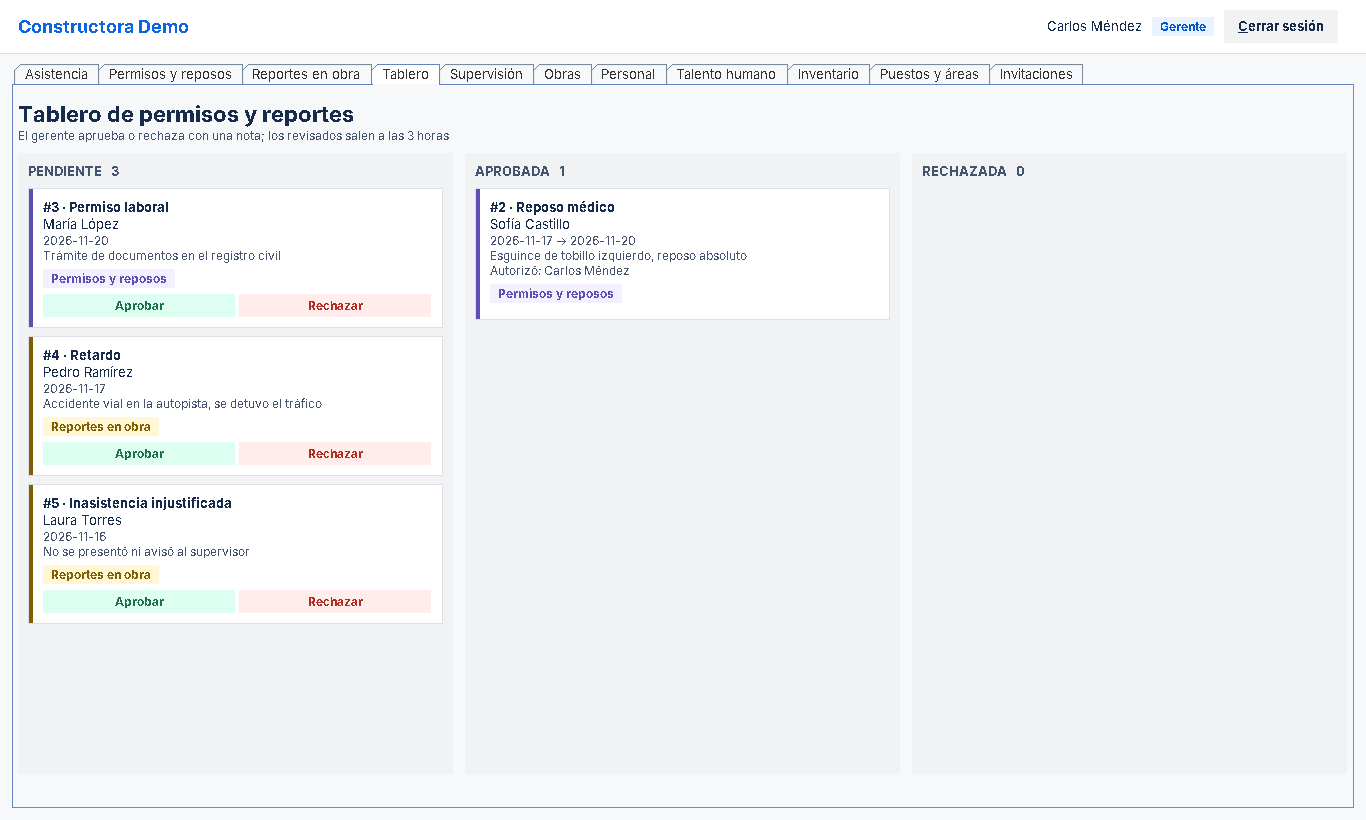 Constructora Demo
Carlos Méndez
Gerente
Cerrar sesión
Asistencia
Permisos y reposos
Reportes en obra
Tablero
Supervisión
Obras
Personal
Talento humano
Inventario
Puestos y áreas
Invitaciones
Tablero de permisos y reportes
El gerente aprueba o rechaza con una nota; los revisados salen a las 3 horas
PENDIENTE 3
#3 · Permiso laboral
María López
2026-11-20
Trámite de documentos en el registro civil
Permisos y reposos
Aprobar
Rechazar
#4 · Retardo
Pedro Ramírez
2026-11-17
Accidente vial en la autopista, se detuvo el tráfico
Reportes en obra
Aprobar
Rechazar
#5 · Inasistencia injustificada
Laura Torres
2026-11-16
No se presentó ni avisó al supervisor
Reportes en obra
Aprobar
Rechazar
APROBADA 1
#2 · Reposo médico
Sofía Castillo
2026-11-17 → 2026-11-20
Esguince de tobillo izquierdo, reposo absoluto
Autorizó: Carlos Méndez
Permisos y reposos
RECHAZADA 0